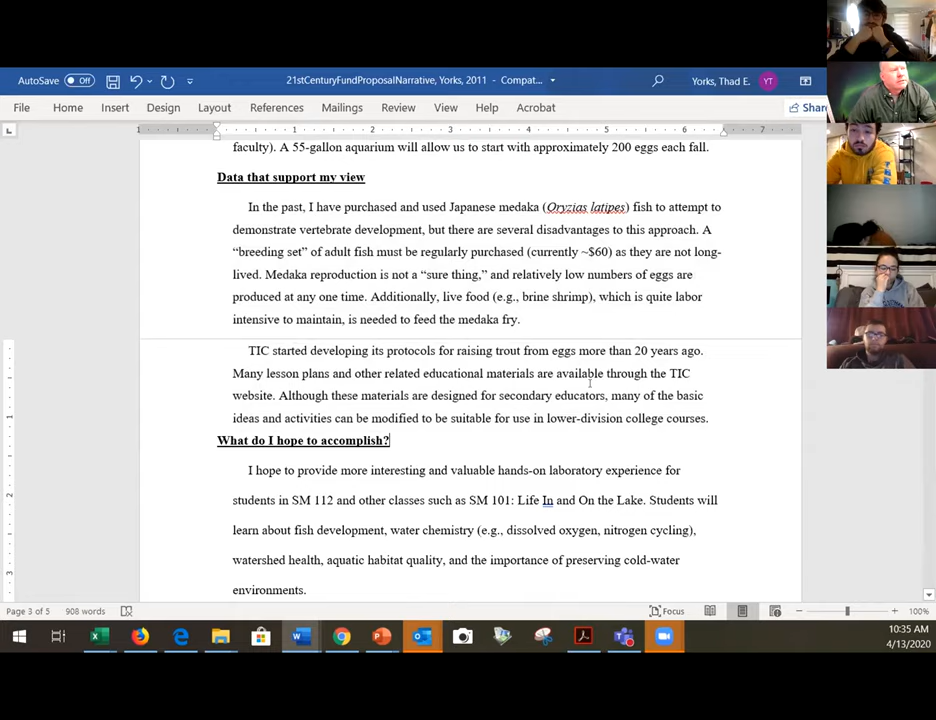 AutoSave Off 21stCenturyFundProposalNarrative, Yorks, 2011 - Compat... Yorks, Thad E. YT
File Home Insert Design Layout References Mailings Review View Help Acrobat Share
1 1 2 3 4 5 6 7
faculty). A 55-gallon aquarium will allow us to start with approximately 200 eggs each fall.
Data that support my view
In the past, I have purchased and used Japanese medaka (Oryzias latipes) fish to attempt to
demonstrate vertebrate development, but there are several disadvantages to this approach. A
“breeding set” of adult fish must be regularly purchased (currently ~$60) as they are not long-
lived. Medaka reproduction is not a “sure thing,” and relatively low numbers of eggs are
produced at any one time. Additionally, live food (e.g., brine shrimp), which is quite labor
intensive to maintain, is needed to feed the medaka fry.
TIC started developing its protocols for raising trout from eggs more than 20 years ago.
Many lesson plans and other related educational materials are available through the TIC
website. Although these materials are designed for secondary educators, many of the basic
ideas and activities can be modified to be suitable for use in lower-division college courses.
What do I hope to accomplish?
I hope to provide more interesting and valuable hands-on laboratory experience for
students in SM 112 and other classes such as SM 101: Life In and On the Lake. Students will
learn about fish development, water chemistry (e.g., dissolved oxygen, nitrogen cycling),
watershed health, aquatic habitat quality, and the importance of preserving cold-water
environments.
1
2
3
Page 3 of 5 908 words Focus 100%
10:35 AM
4/13/2020